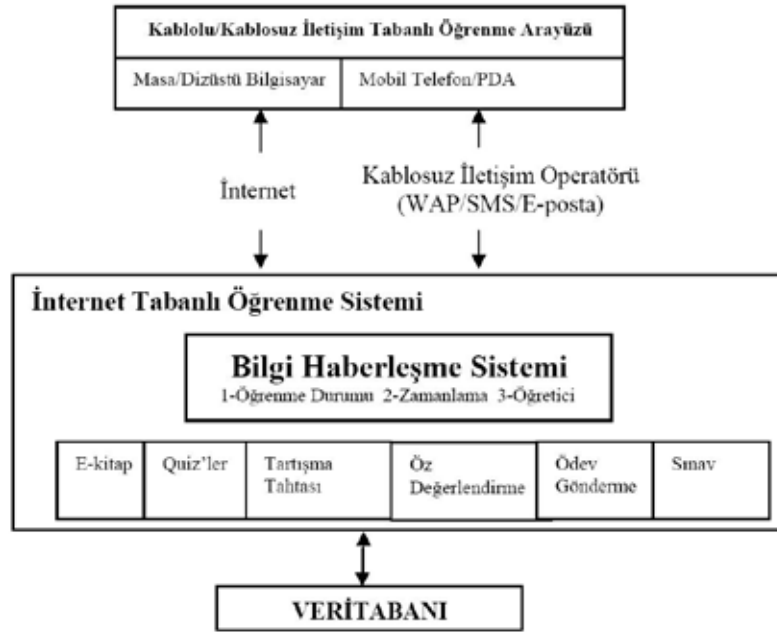 Kablolu/Kablosuz İletişim Tabanlı Öğrenme Arayüzü
Masa/Dizüstü Bilgisayar
Mobil Telefon/PDA
İnternet
Kablosuz İletişim Operatörü
(WAP/SMS/E-posta)
İnternet Tabanlı Öğrenme Sistemi
Bilgi Haberleşme Sistemi
1-Öğrenme Durumu 2-Zamanlama 3-Öğretici
E-kitap
Quiz’ler
Tartışma
Tahtası
Öz
Değerlendirme
Ödev
Gönderme
Sınav
VERİTABANI